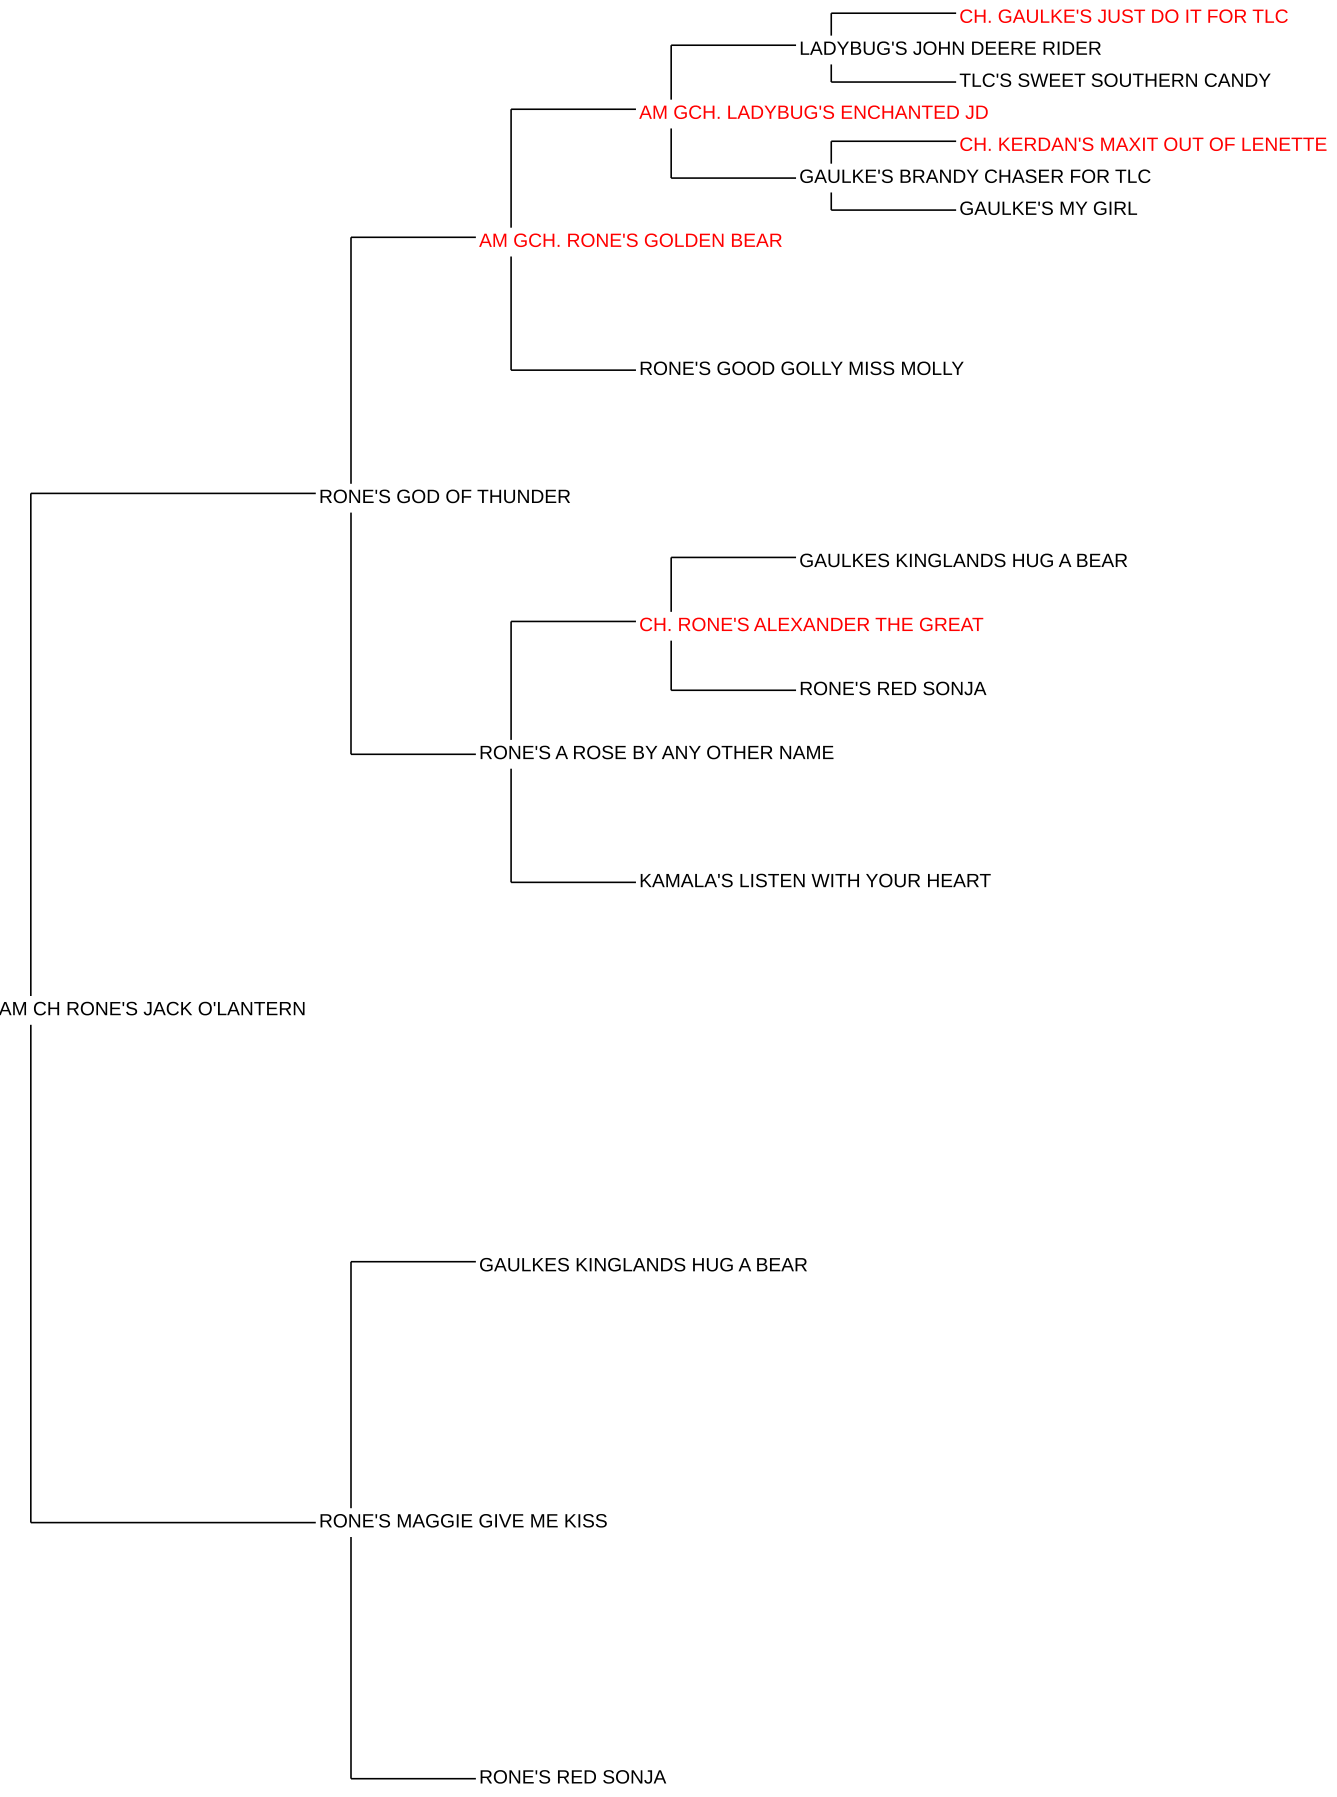 CH. GAULKE'S JUST DO IT FOR TLC
LADYBUG'S JOHN DEERE RIDER
TLC'S SWEET SOUTHERN CANDY
AM GCH. LADYBUG'S ENCHANTED JD
CH. KERDAN'S MAXIT OUT OF LENETTE
GAULKE'S BRANDY CHASER FOR TLC
GAULKE'S MY GIRL
AM GCH. RONE'S GOLDEN BEAR
RONE'S GOOD GOLLY MISS MOLLY
RONE'S GOD OF THUNDER
GAULKES KINGLANDS HUG A BEAR
CH. RONE'S ALEXANDER THE GREAT
RONE'S RED SONJA
RONE'S A ROSE BY ANY OTHER NAME
KAMALA'S LISTEN WITH YOUR HEART
AM CH RONE'S JACK O'LANTERN
GAULKES KINGLANDS HUG A BEAR
RONE'S MAGGIE GIVE ME KISS
RONE'S RED SONJA